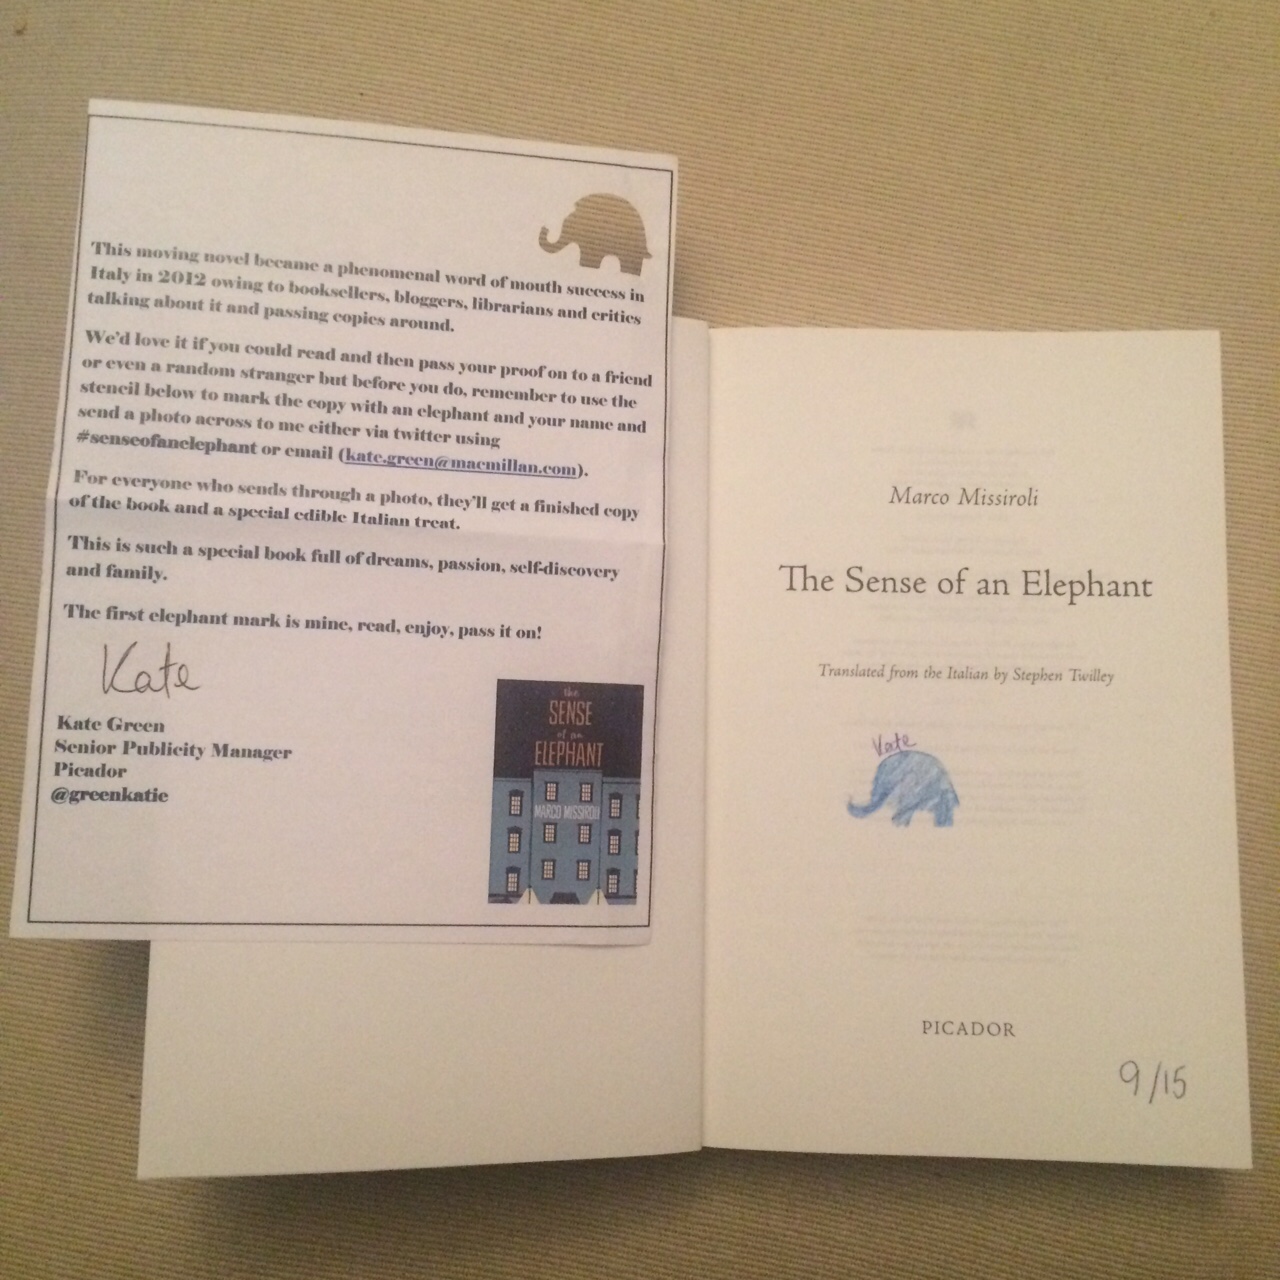 This moving novel became a phenomenal word of mouth success in
Italy in 2012 owing to booksellers, bloggers, librarians and critics
talking about it and passing copies around.
We'd love it if you could read and then pass your proof on to a friend
or even a random stranger but before you do, remember to use the
stencil below to mark the copy with an elephant and your name and
send a photo across to me either via twitter using
#senseofanelephant or email (kate.green@macmillan.com).
For everyone who sends through a photo, they'll get a finished copy
of the book and a special edible Italian treat.
This is such a special book full of dreams, passion, self-discovery
and family.
The first elephant mark is mine, read, enjoy, pass it on!
Kate
Kate Green
Senior Publicity Manager
Picador
@greenkatie
the
SENSE
of an
ELEPHANT
MARCO MISSIROLI
Marco Missiroli
The Sense of an Elephant
Translated from the Italian by Stephen Twilley
Kate
PICADOR
9/15